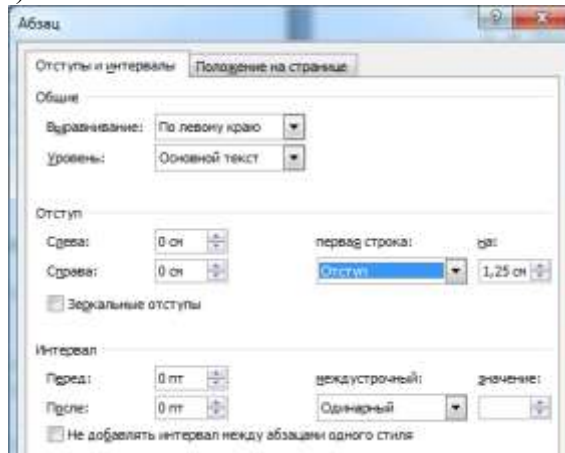 Абзац
Отступы и интервалы Положение на странице
Общие
Выравнивание: По левому краю
Уровень: Основной текст
Отступ
Слева: 0 см первая строка: на:
Справа: 0 см Отступ 1,25 см
Зеркальные отступы
Интервал
Перед: 0 пт междустрочный: значение:
После: 0 пт Одинарный
Не добавлять интервал между абзацами одного стиля